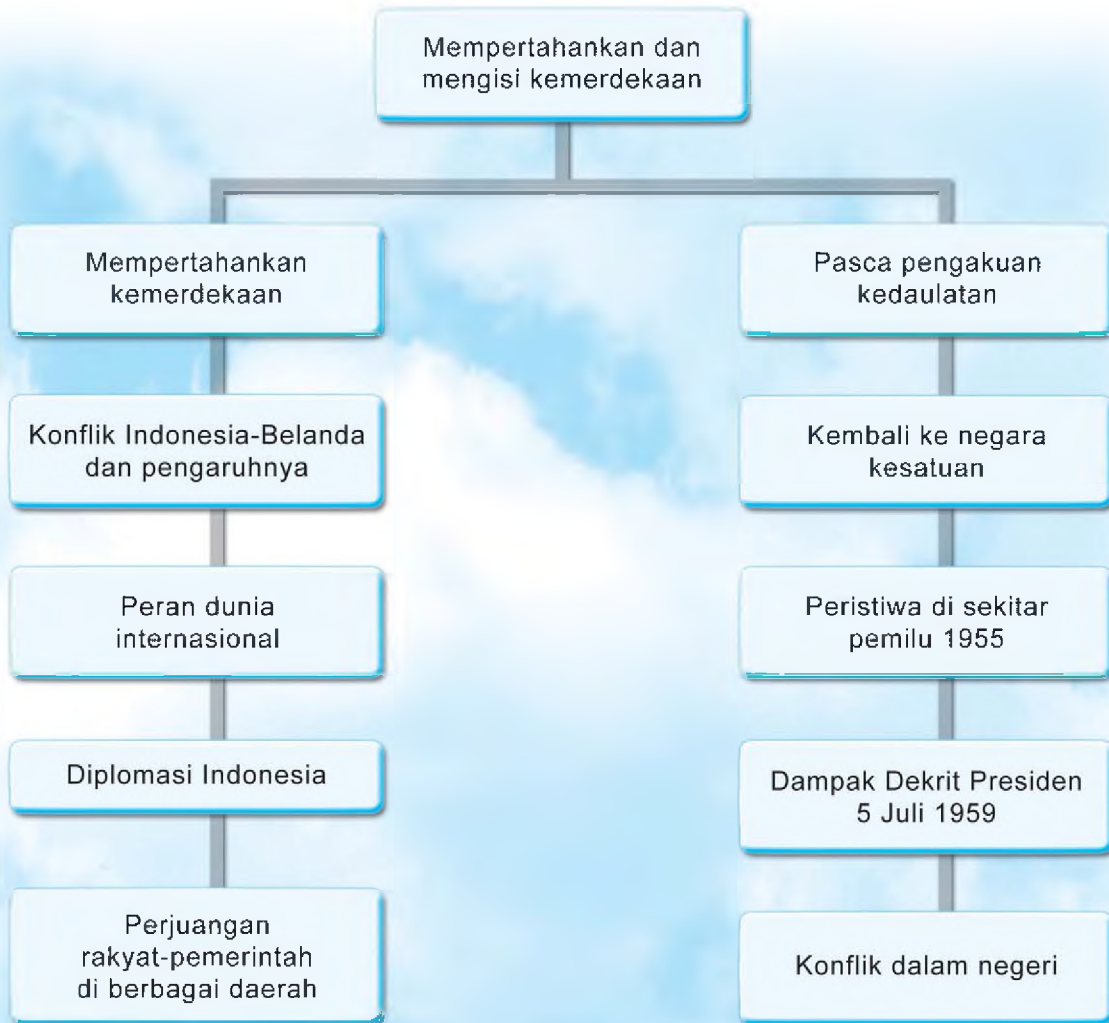 Mempertahankan dan
mengisi kemerdekaan
Mempertahankan
kemerdekaan
Konflik Indonesia-Belanda
dan pengaruhnya
Peran dunia
internasional
Diplomasi Indonesia
Perjuangan
rakyat-pemerintah
di berbagai daerah
Pasca pengakuan
kedaulatan
Kembali ke negara
kesatuan
Peristiwa di sekitar
pemilu 1955
Dampak Dekrit Presiden
5 Juli 1959
Konflik dalam negeri